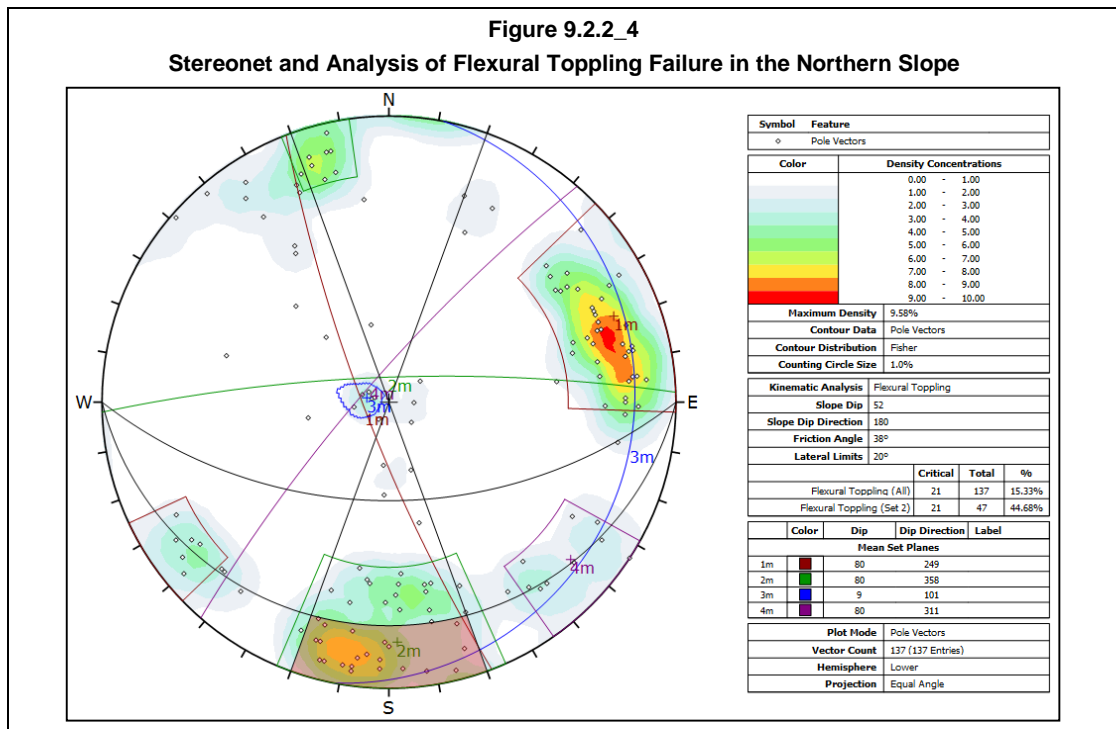 Figure 9.2.2_4
Stereonet and Analysis of Flexural Toppling Failure in the Northern Slope
N
W
E
S
1m
2m
4m
3m
1m
3m
4m
2m
Symbol Feature
Pole Vectors
Color Density Concentrations
0.00 - 1.00
1.00 - 2.00
2.00 - 3.00
3.00 - 4.00
4.00 - 5.00
5.00 - 6.00
6.00 - 7.00
7.00 - 8.00
8.00 - 9.00
9.00 - 10.00
Maximum Density 9.58%
Contour Data Pole Vectors
Contour Distribution Fisher
Counting Circle Size 1.0%
Kinematic Analysis Flexural Toppling
Slope Dip 52
Slope Dip Direction 180
Friction Angle 38°
Lateral Limits 20°
Critical Total %
Flexural Toppling (All) 21 137 15.33%
Flexural Toppling (Set 2) 21 47 44.68%
Color Dip Dip Direction Label
Mean Set Planes
1m 80 249
2m 80 358
3m 9 101
4m 80 311
Plot Mode Pole Vectors
Vector Count 137 (137 Entries)
Hemisphere Lower
Projection Equal Angle